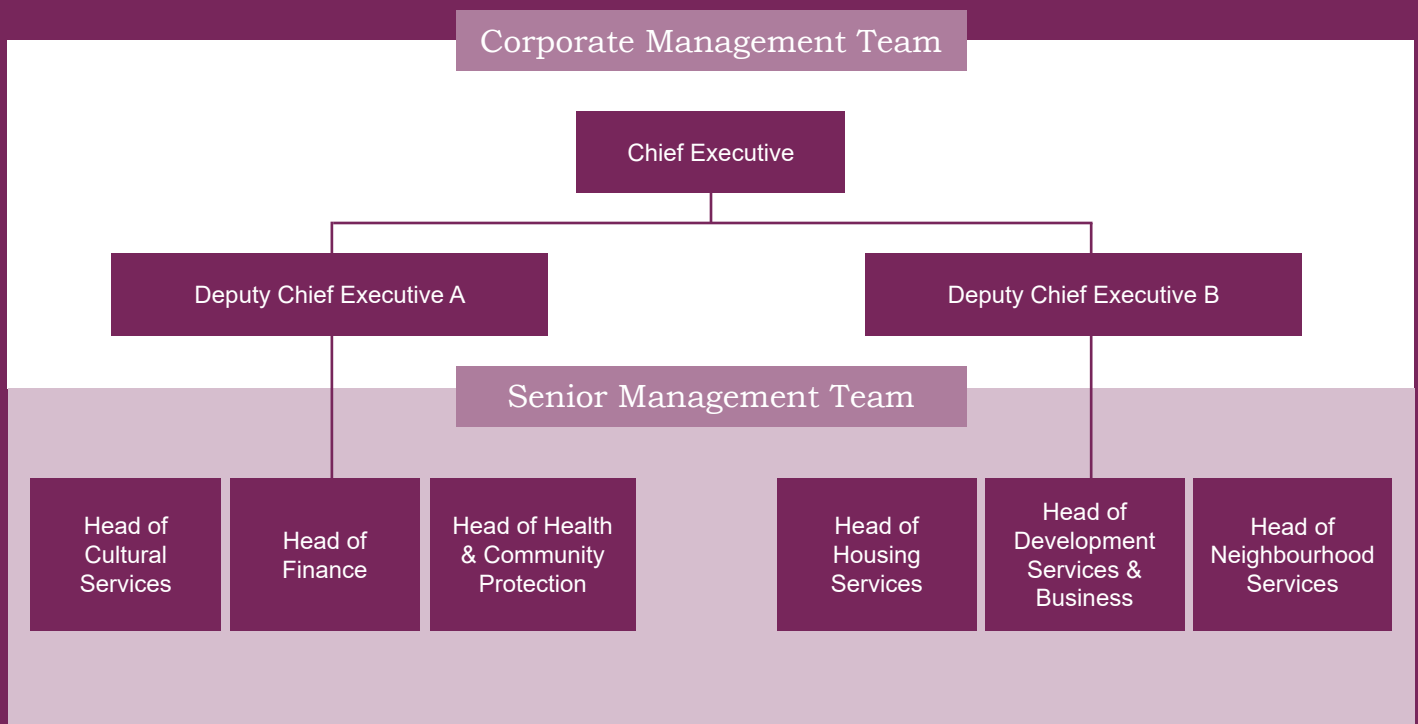 Corporate Management Team
Chief Executive
Deputy Chief Executive A
Deputy Chief Executive B
Senior Management Team
Head of
Cultural
Services
Head of
Finance
Head of Health
& Community
Protection
Head of
Housing
Services
Head of
Development
Services &
Business
Head of
Neighbourhood
Services